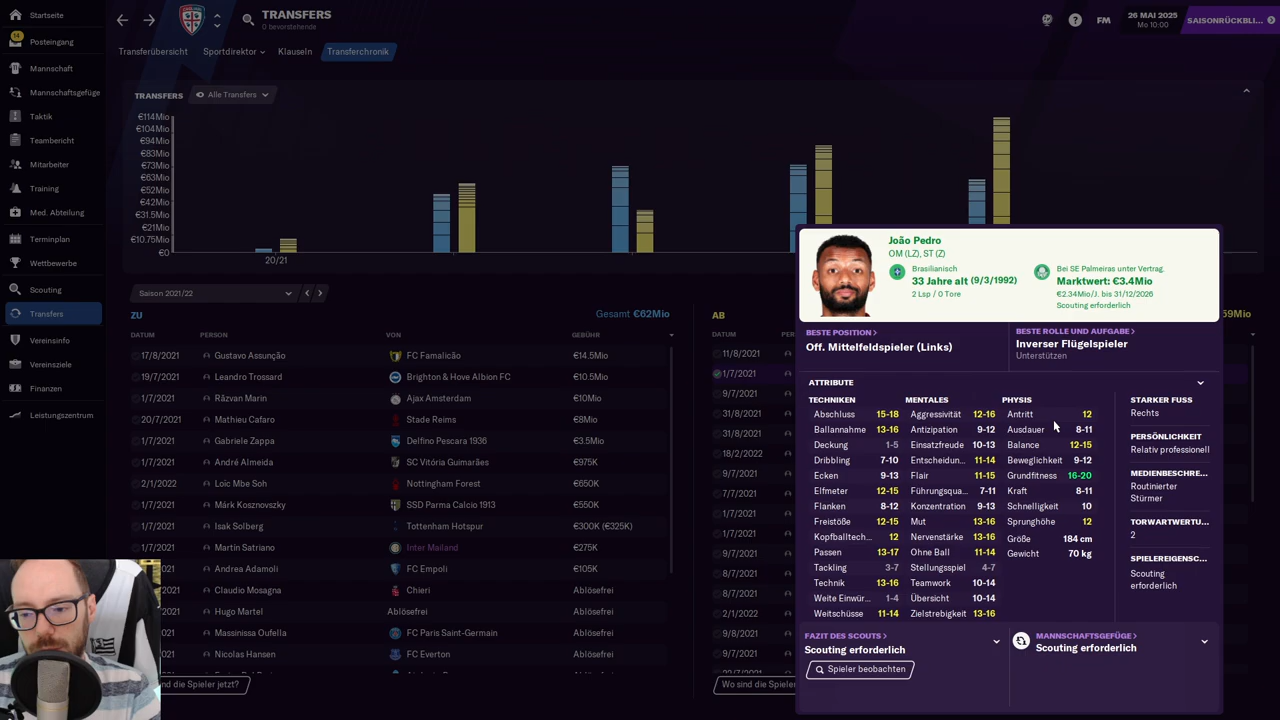 Startseite
TRANSFERS
0 bevorstehende
FM
26 MAI 2025
Mo 10:00
SAISONRÜCKBLI...
14
Posteingang
Mannschaft
Mannschaftsgefüge
Taktik
Teambericht
Mitarbeiter
Training
Med. Abteilung
Terminplan
Wettbewerbe
Scouting
Transfers
Vereinsinfo
Vereinsziele
Finanzen
Leistungszentrum
Transferübersicht
Sportdirektor
Klauseln
Transferchronik
TRANSFERS
Alle Transfers
€114Mio
€104Mio
€94Mio
€83Mio
€73Mio
€62Mio
€52Mio
€42Mio
€31.5Mio
€21Mio
€10.75Mio
€0
20/21
Saison 2021/22
ZU
Gesamt €62Mio
DATUM PERSON VON GEBÜHR
17/8/2021 Gustavo Assunção FC Famalicão €14.5Mio
19/7/2021 Leandro Trossard Brighton & Hove Albion FC €10.5Mio
1/7/2021 Răzvan Marin Ajax Amsterdam €10Mio
20/7/2021 Mathieu Cafaro Stade Reims €8Mio
1/7/2021 Gabriele Zappa Delfino Pescara 1936 €3.5Mio
1/7/2021 André Almeida SC Vitória Guimarães €975K
2/1/2022 Loïc Mbe Soh Nottingham Forest €650K
1/7/2021 Márk Kosznovszky SSD Parma Calcio 1913 €550K
1/7/2021 Isak Solberg Tottenham Hotspur €300K (€325K)
1/7/2021 Martín Satriano Inter Mailand €275K
1/7/2021 Andrea Adamoli FC Empoli €105K
1/7/2021 Claudio Mosagna Chieri Ablösefrei
1/7/2021 Hugo Martel Ablösefrei Ablösefrei
1/7/2021 Massinissa Oufella FC Paris Saint-Germain Ablösefrei
1/7/2021 Nicolas Hansen FC Everton Ablösefrei
ind die Spieler jetzt?
AB
59Mio
DATUM
11/8/2021
1/7/2021
9/7/2021
31/8/2021
31/8/2021
18/2/2022
9/7/2021
7/7/2021
1/7/2021
9/7/2021
8/7/2021
8/7/2021
2/1/2022
9/8/2021
Wo sind die Spieler
João Pedro
OM (LZ), ST (Z)
Brasilianisch
33 Jahre alt (9/3/1992)
2 Lsp / 0 Tore
Bei SE Palmeiras unter Vertrag.
Marktwert: €3.4Mio
€2.34Mio/J. bis 31/12/2026
Scouting erforderlich
BESTE POSITION
Off. Mittelfeldspieler (Links)
BESTE ROLLE UND AUFGABE
Inverser Flügelspieler
Unterstützen
ATTRIBUTE
TECHNIKEN
Abschluss 15-18
Ballannahme 13-16
Deckung 1-5
Dribbling 7-10
Ecken 9-13
Elfmeter 12-15
Flanken 8-12
Freistöße 12-15
Kopfballtech... 12
Passen 13-17
Tackling 3-7
Technik 13-16
Weite Einwür... 1-4
Weitschüsse 11-14
MENTALES
Aggressivität 12-16
Antizipation 9-12
Einsatzfreude 10-13
Entscheidun... 11-14
Flair 11-15
Führungsqua... 7-11
Konzentration 9-13
Mut 13-16
Nervenstärke 13-16
Ohne Ball 11-14
Stellungsspiel 4-7
Teamwork 10-14
Übersicht 10-14
Zielstrebigkeit 13-16
PHYSIS
Antritt 12
Ausdauer 8-11
Balance 12-15
Beweglichkeit 9-12
Grundfitness 16-20
Kraft 8-11
Schnelligkeit 10
Sprunghöhe 12
Größe 184 cm
Gewicht 70 kg
STARKER FUSS
Rechts
PERSÖNLICHKEIT
Relativ professionell
MEDIENBESCHRE...
Routinierter
Stürmer
TORWARTWERTU...
2
SPIELEREIGENSC...
Scouting
erforderlich
FAZIT DES SCOUTS
Scouting erforderlich
Spieler beobachten
MANNSCHAFTSGEFÜGE
Scouting erforderlich